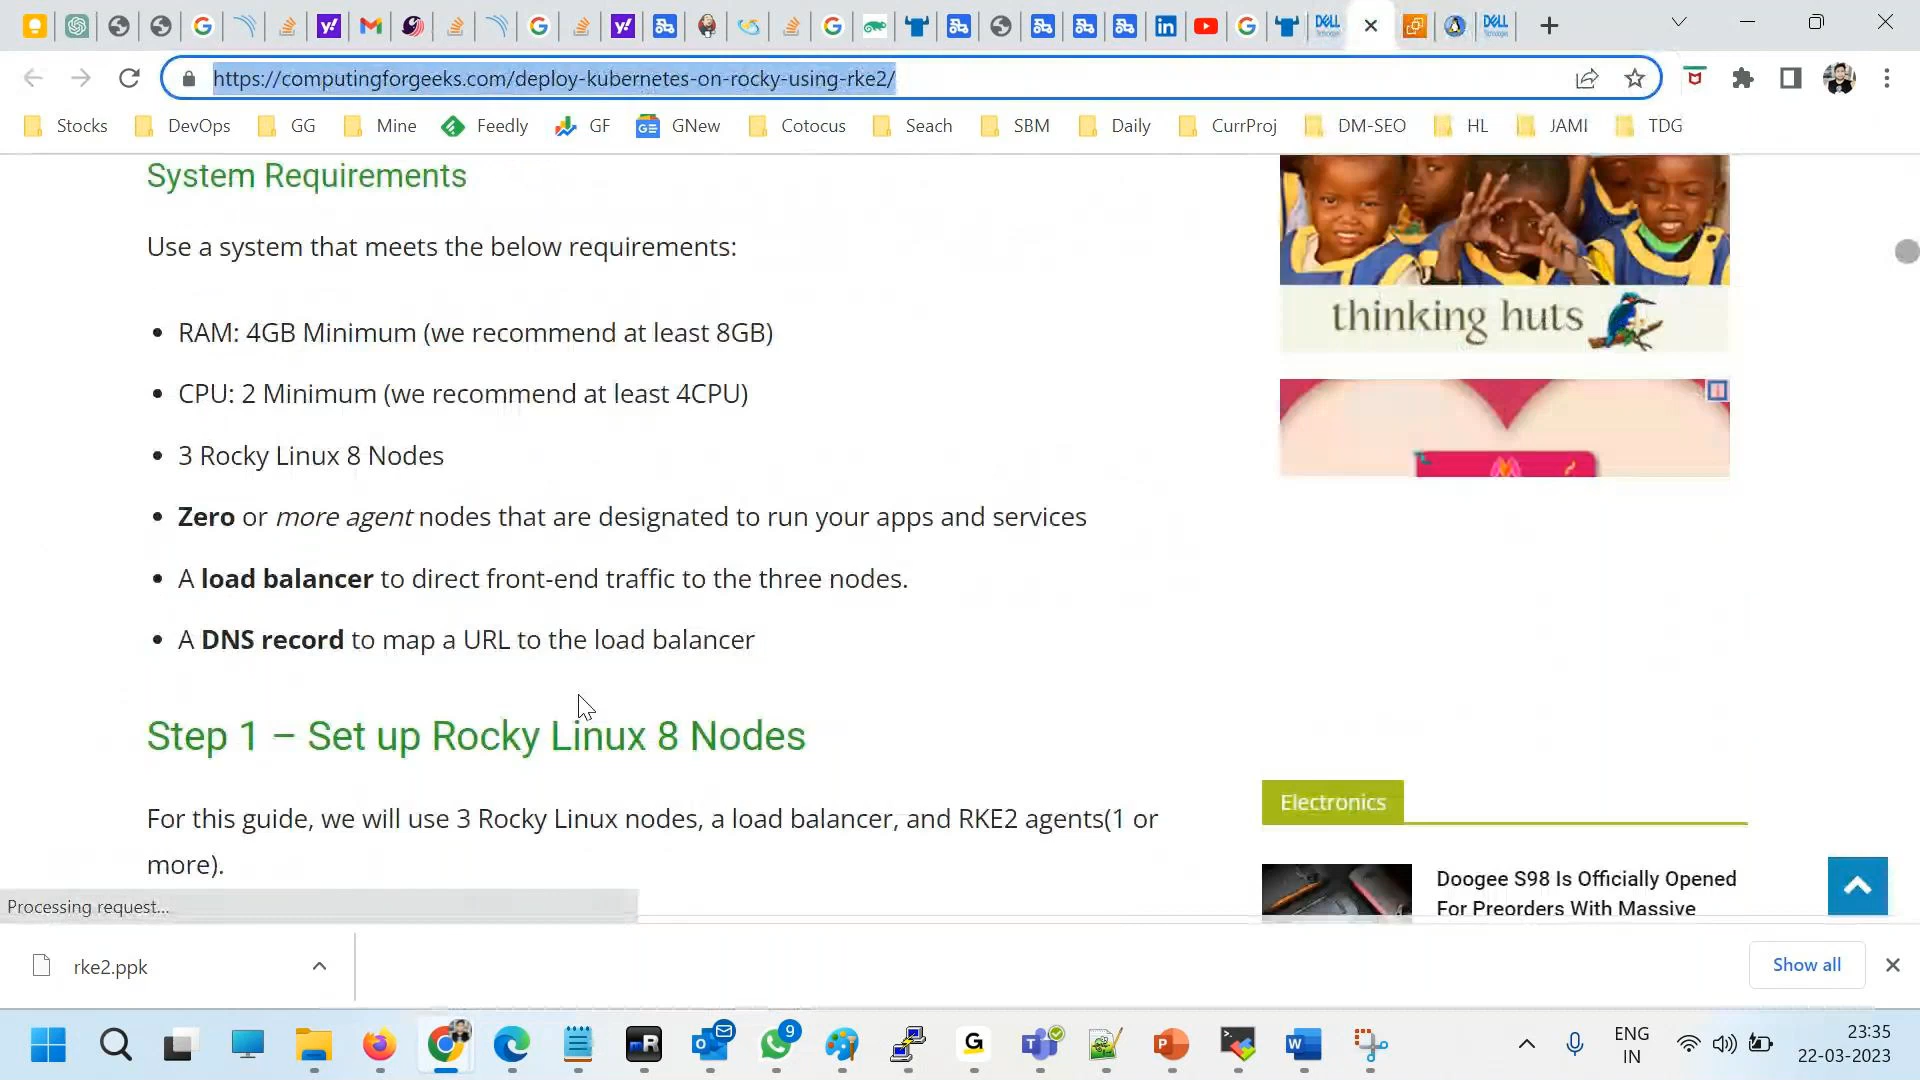 https://computingforgeeks.com/deploy-kubernetes-on-rocky-using-rke2/
Stocks DevOps GG Mine Feedly GF GNew Cotocus Seach SBM Daily CurrProj DM-SEO HL JAMI TDG
System Requirements
Use a system that meets the below requirements:
• RAM: 4GB Minimum (we recommend at least 8GB)
• CPU: 2 Minimum (we recommend at least 4CPU)
• 3 Rocky Linux 8 Nodes
• Zero or more agent nodes that are designated to run your apps and services
• A load balancer to direct front-end traffic to the three nodes.
• A DNS record to map a URL to the load balancer
Step 1 – Set up Rocky Linux 8 Nodes
For this guide, we will use 3 Rocky Linux nodes, a load balancer, and RKE2 agents(1 or
more).
thinking huts
Electronics
Doogee S98 Is Officially Opened
For Preorders With Massive
Processing request...
rke2.ppk
Show all
9
ENG
IN
23:35
22-03-2023